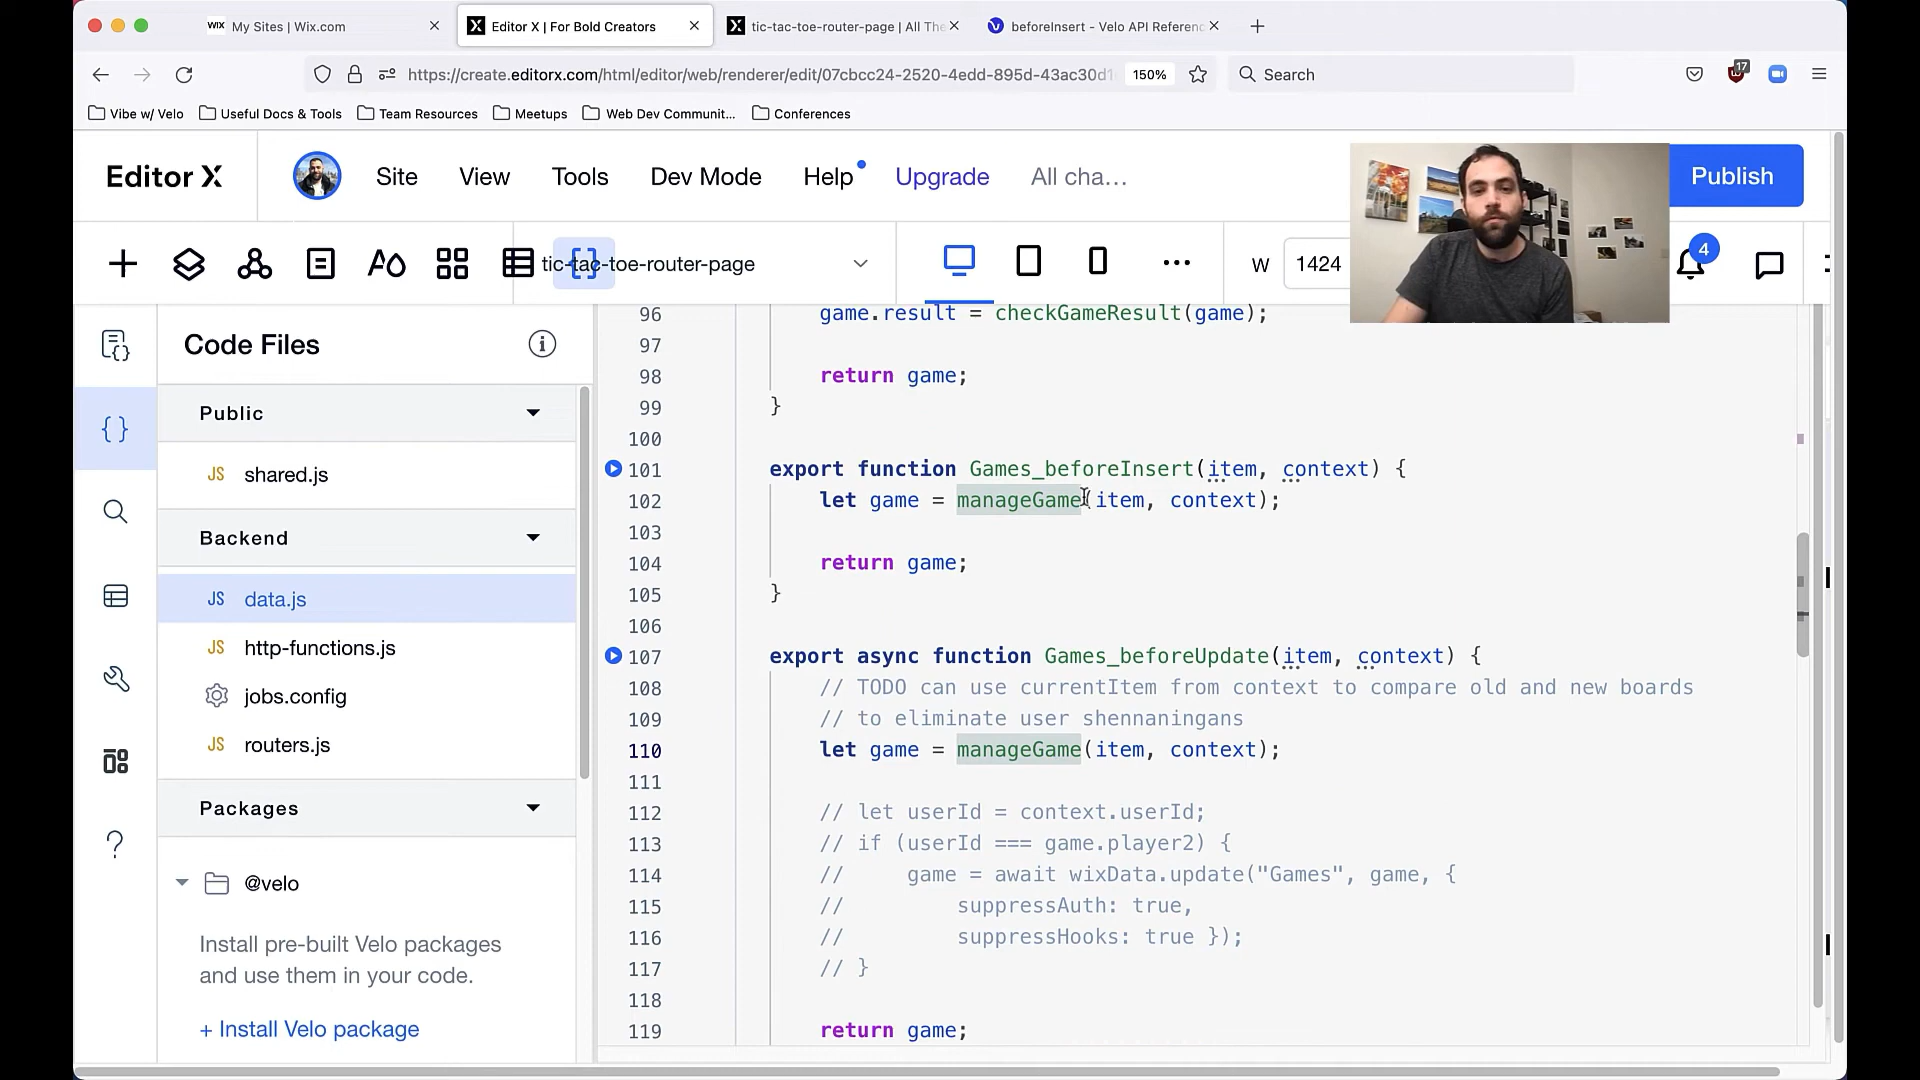 WIX My Sites | Wix.com
Editor X | For Bold Creators
tic-tac-toe-router-page | All The
beforeInsert - Velo API Referenc
https://create.editorx.com/html/editor/web/renderer/edit/07cbcc24-2520-4edd-895d-43ac30d1
150%
Search
17
Vibe w/ Velo
Useful Docs & Tools
Team Resources
Meetups
Web Dev Communit...
Conferences
Editor X
Site
View
Tools
Dev Mode
Help
Upgrade
All cha...
Publish
tic-tac-toe-router-page
W
1424
4
Code Files
Public
JS shared.js
Backend
JS data.js
JS http-functions.js
jobs.config
JS routers.js
Packages
@velo
Install pre-built Velo packages
and use them in your code.
+ Install Velo package
96 game.result = checkGameResult(game);
97
98 return game;
99 }
100
101 export function Games_beforeInsert(item, context) {
102 let game = manageGame(item, context);
103
104 return game;
105 }
106
107 export async function Games_beforeUpdate(item, context) {
108 // TODO can use currentItem from context to compare old and new boards
109 // to eliminate user shennaningans
110 let game = manageGame(item, context);
111
112 // let userId = context.userId;
113 // if (userId === game.player2) {
114 // game = await wixData.update("Games", game, {
115 // suppressAuth: true,
116 // suppressHooks: true });
117 // }
118
119 return game;